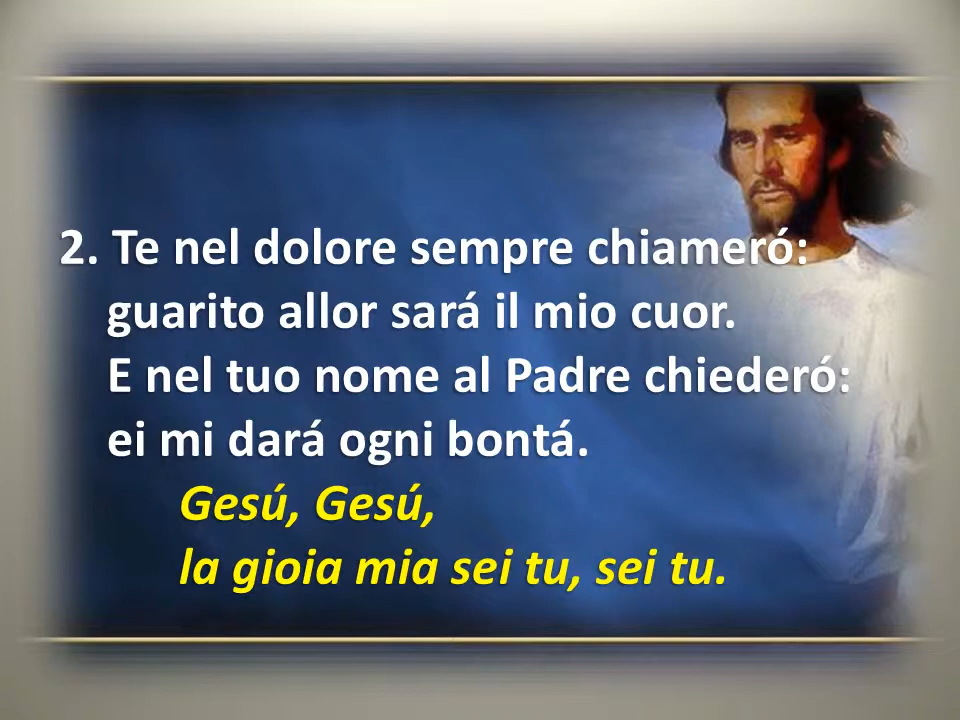 2. Te nel dolore sempre chiameró:
guarito allor sará il mio cuor.
E nel tuo nome al Padre chiederó:
ei mi dará ogni bontá.
Gesú, Gesú,
la gioia mia sei tu, sei tu.